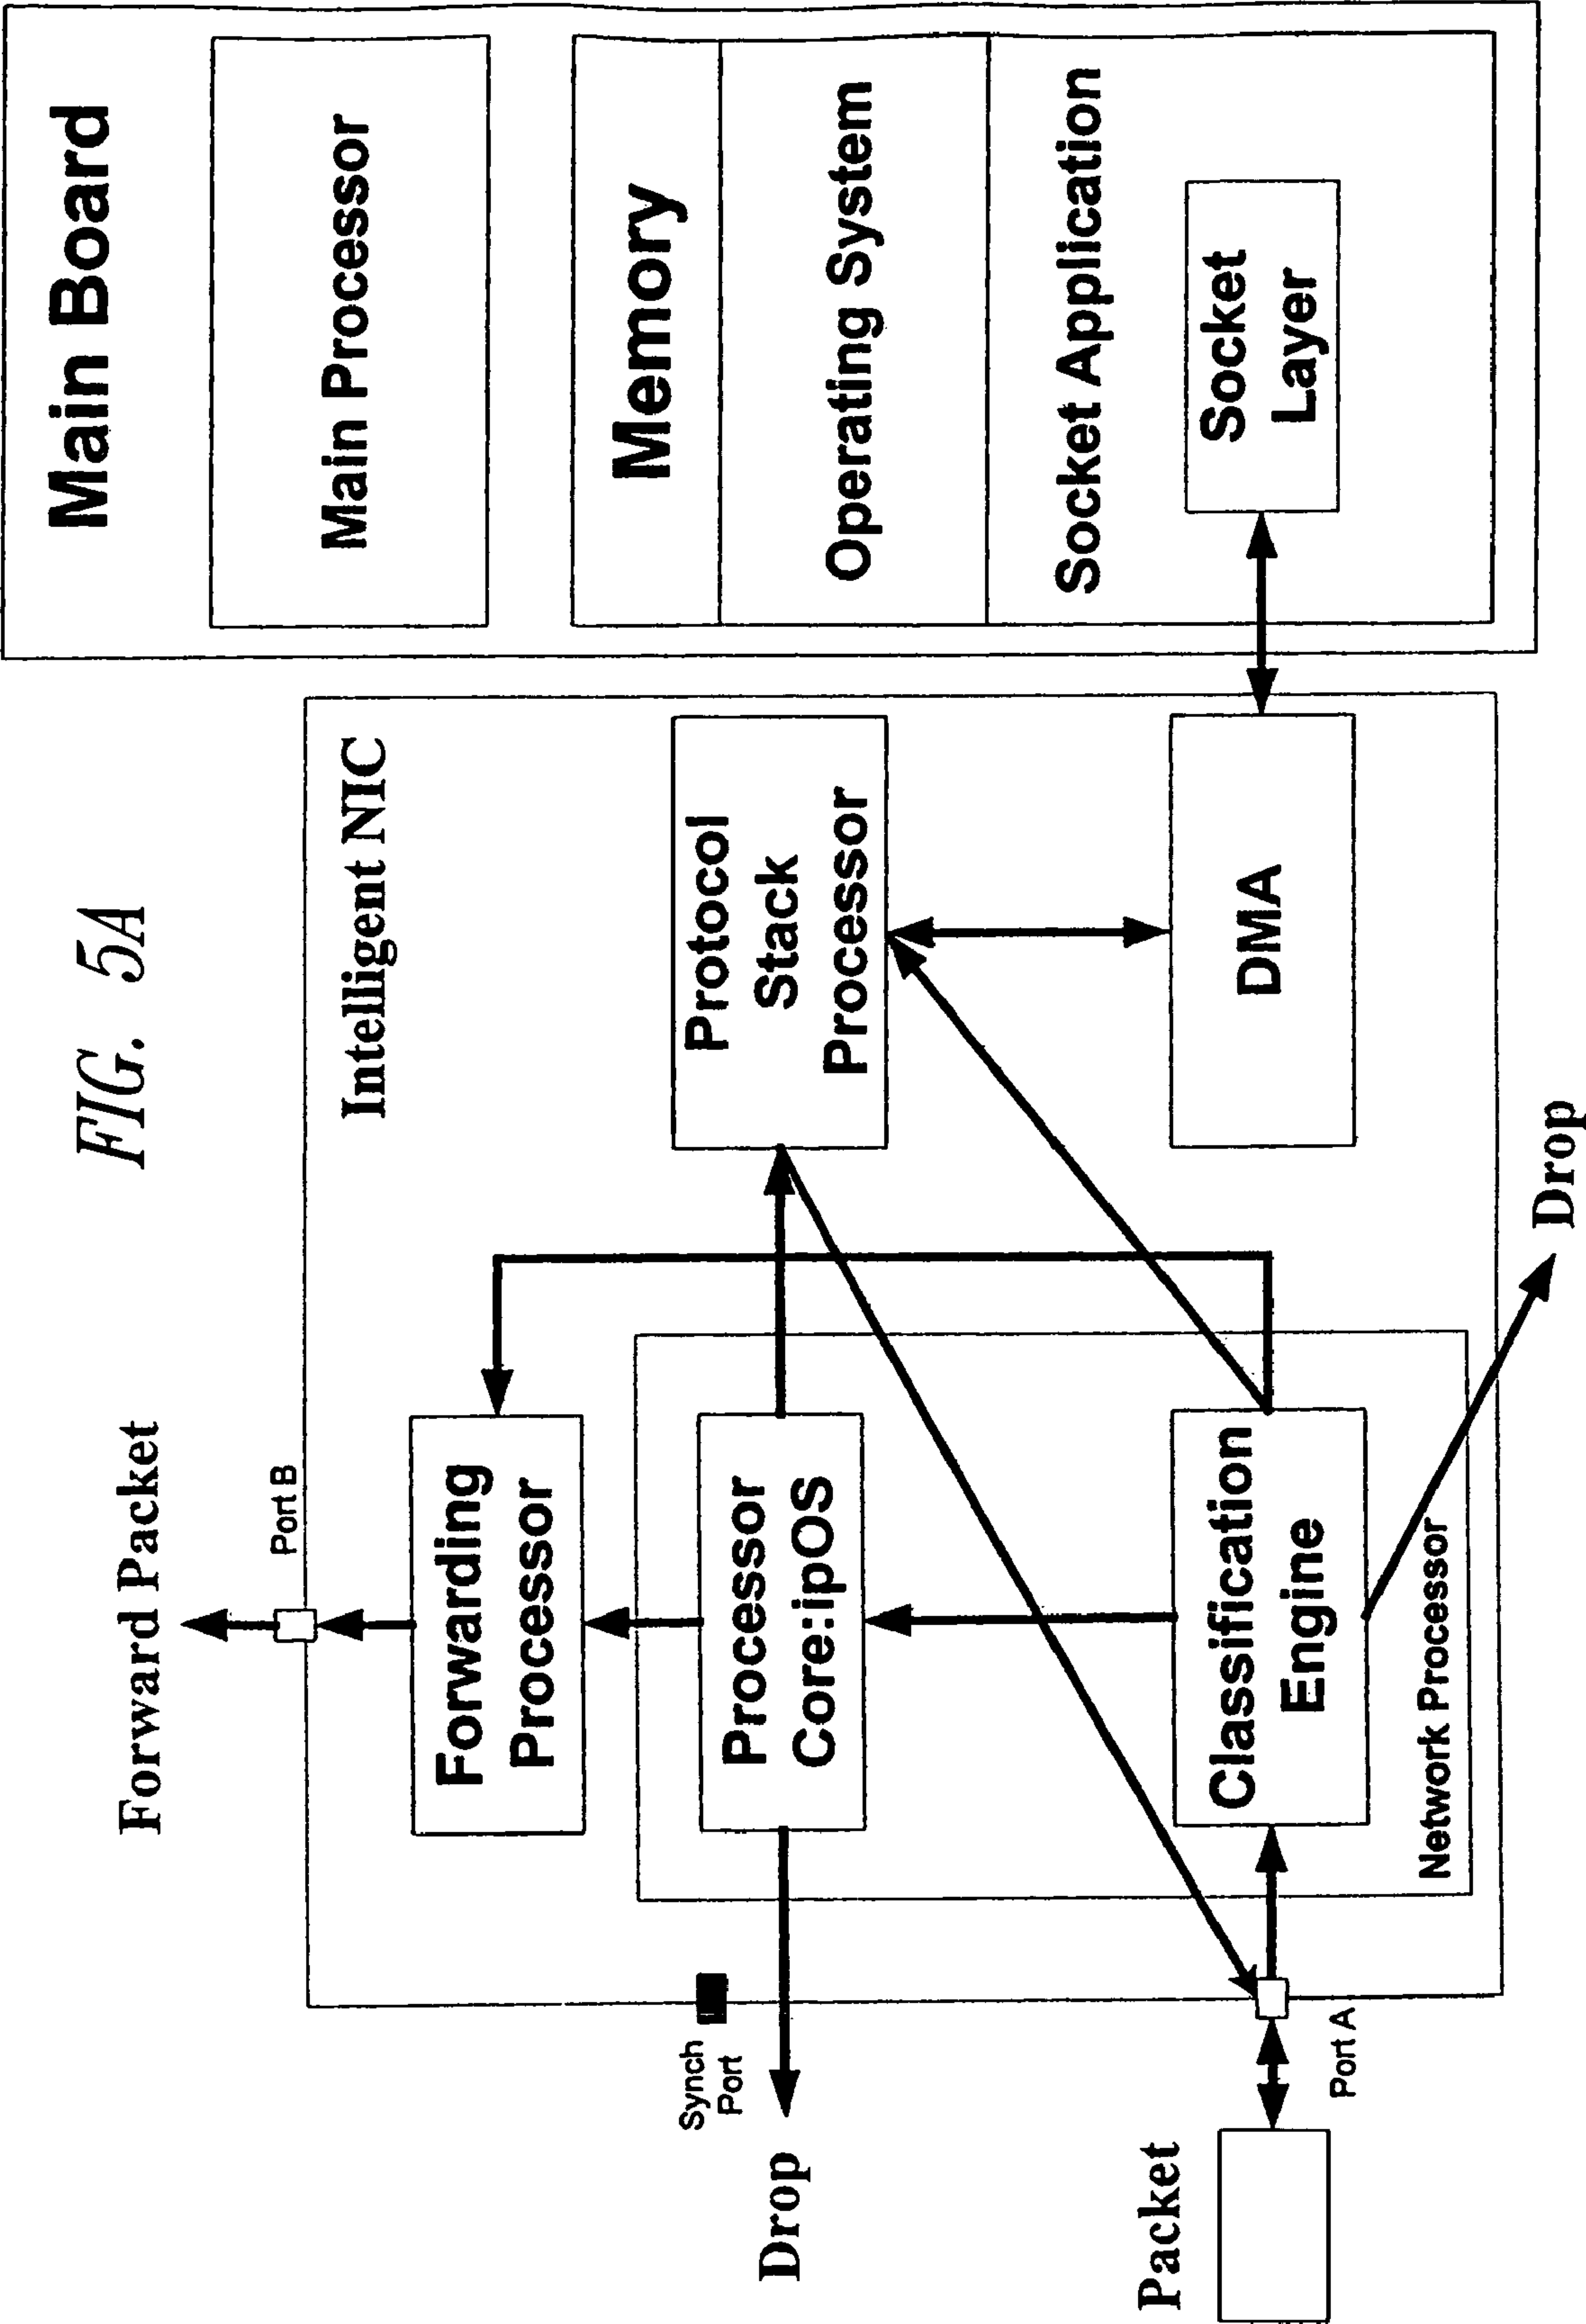 FIG. 5A
Main Board
Main Processor
Memory
Operating System
Socket Application
Socket
Layer
Intelligent NIC
Protocol
Stack
Processor
DMA
Forward Packet
Port B
Forwarding
Processor
Processor
Core:ipOS
Classification
Engine
Network Processor
Drop
Synch
Port
Drop
Port A
Packet